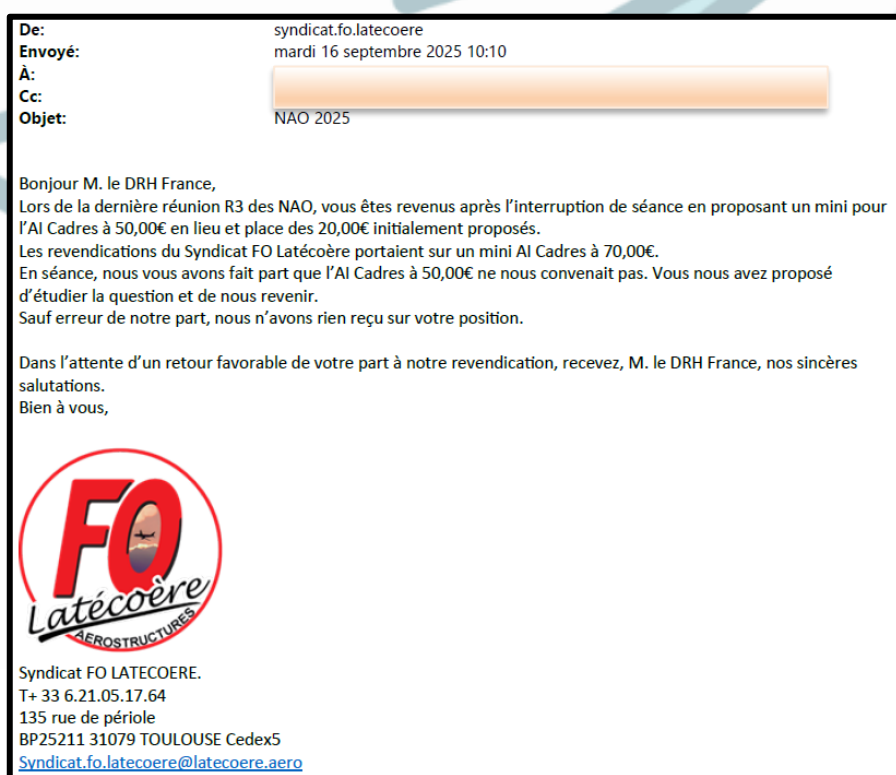 De: syndicat.fo.latecoere
Envoyé: mardi 16 septembre 2025 10:10
À:
Cc:
Objet: NAO 2025
Bonjour M. le DRH France,
Lors de la dernière réunion R3 des NAO, vous êtes revenus après l’interruption de séance en proposant un mini pour
l’AI Cadres à 50,00€ en lieu et place des 20,00€ initialement proposés.
Les revendications du Syndicat FO Latécoère portaient sur un mini AI Cadres à 70,00€.
En séance, nous vous avons fait part que l’AI Cadres à 50,00€ ne nous convenait pas. Vous nous avez proposé
d’étudier la question et de nous revenir.
Sauf erreur de notre part, nous n’avons rien reçu sur votre position.
Dans l’attente d’un retour favorable de votre part à notre revendication, recevez, M. le DRH France, nos sincères
salutations.
Bien à vous,
FO
Latécoère
AEROSTRUCTURES
Syndicat FO LATECOERE.
T+ 33 6.21.05.17.64
135 rue de périole
BP25211 31079 TOULOUSE Cedex5
Syndicat.fo.latecoere@latecoere.aero